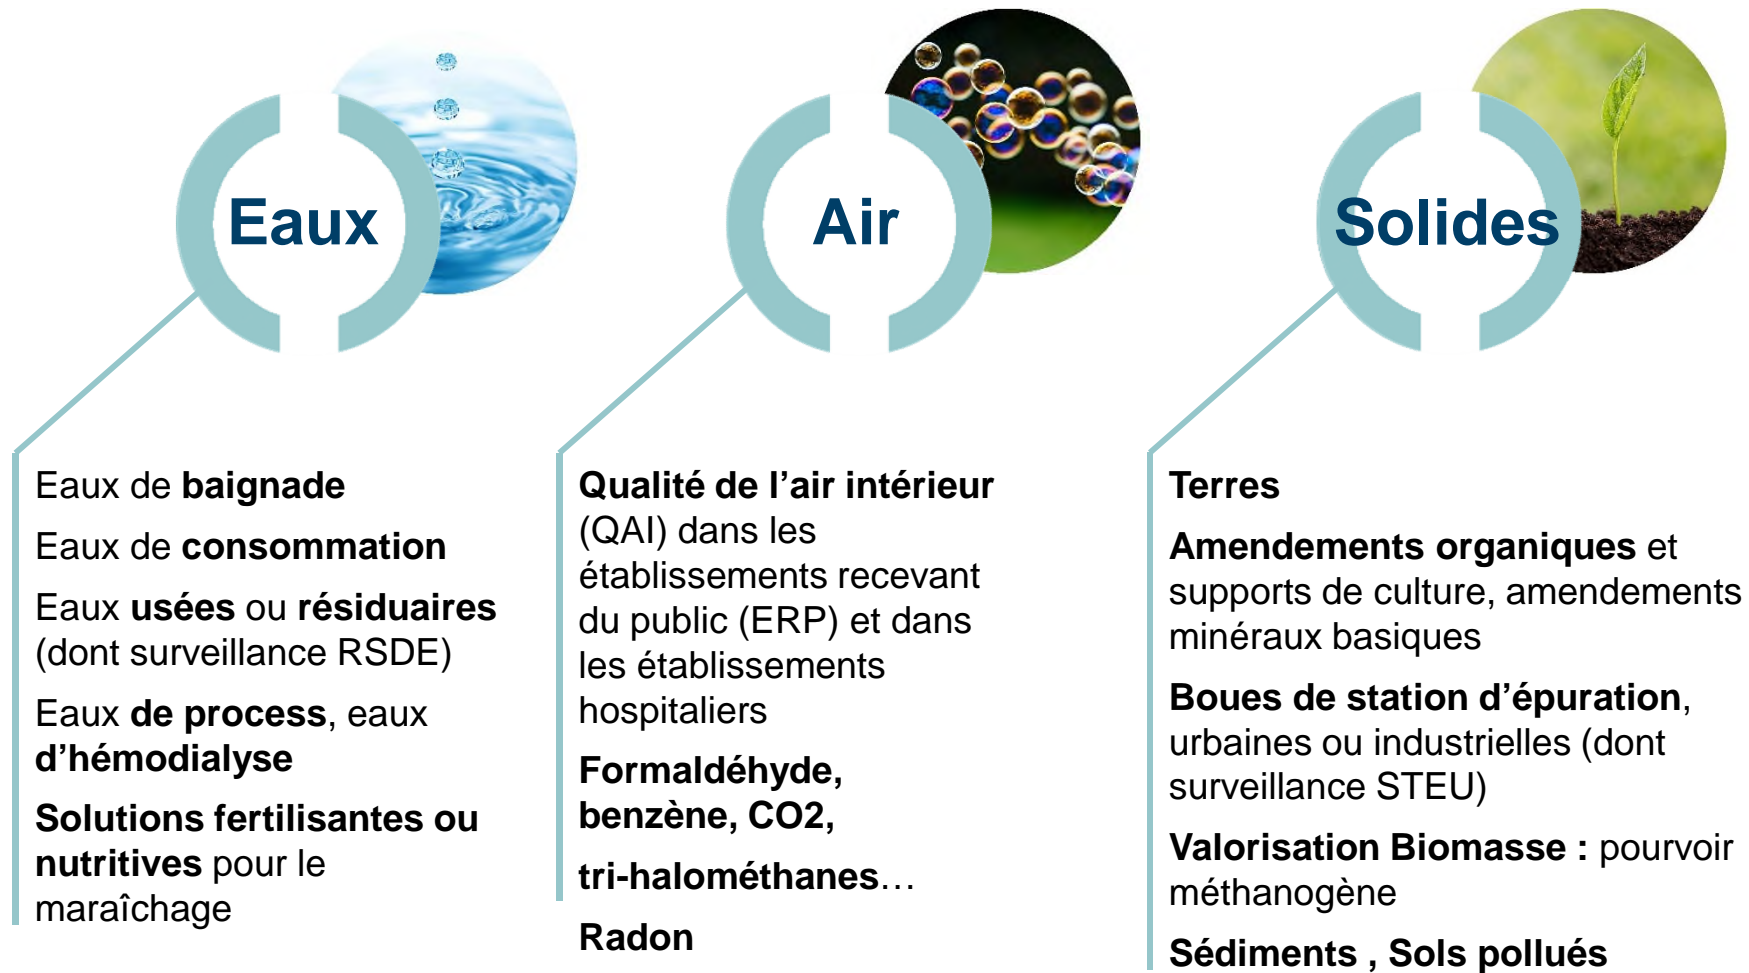 Eaux
Eaux de baignade
Eaux de consommation
Eaux usées ou résiduaires
(dont surveillance RSDE)
Eaux de process, eaux
d’hémodialyse
Solutions fertilisantes ou
nutritives pour le
maraîchage
Air
Qualité de l’air intérieur
(QAI) dans les
établissements recevant
du public (ERP) et dans
les établissements
hospitaliers
Formaldéhyde,
benzène, CO2,
tri-halométhanes…
Radon
Solides
Terres
Amendements organiques et
supports de culture, amendements
minéraux basiques
Boues de station d’épuration,
urbaines ou industrielles (dont
surveillance STEU)
Valorisation Biomasse : pourvoir
méthanogène
Sédiments , Sols pollués